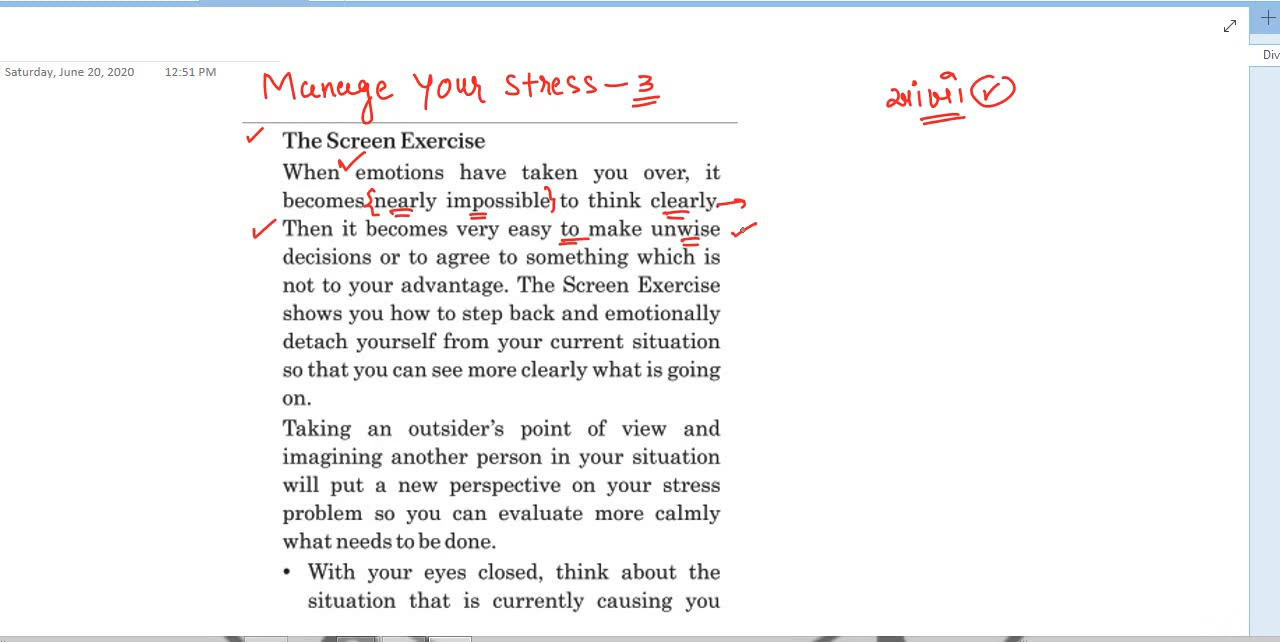 Saturday, June 20, 2020 12:51 PM
Div
Manage Your Stress - 3
The Screen Exercise
When emotions have taken you over, it
becomes {nearly impossible} to think clearly.
Then it becomes very easy to make unwise
decisions or to agree to something which is
not to your advantage. The Screen Exercise
shows you how to step back and emotionally
detach yourself from your current situation
so that you can see more clearly what is going
on.
Taking an outsider's point of view and
imagining another person in your situation
will put a new perspective on your stress
problem so you can evaluate more calmly
what needs to be done.
• With your eyes closed, think about the
situation that is currently causing you